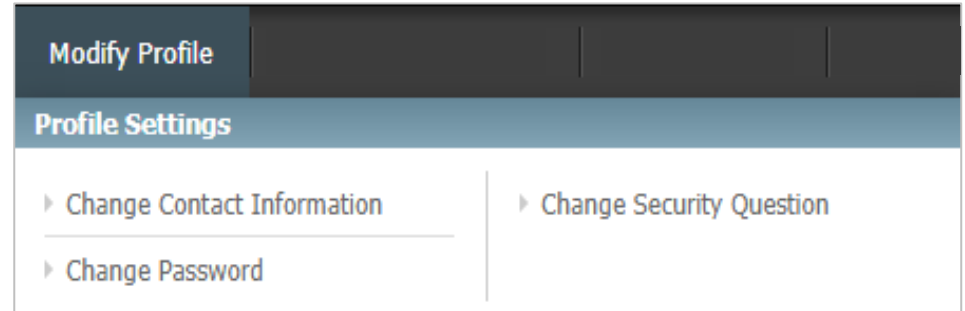 Modify Profile
Profile Settings
Change Contact Information
Change Password
Change Security Question